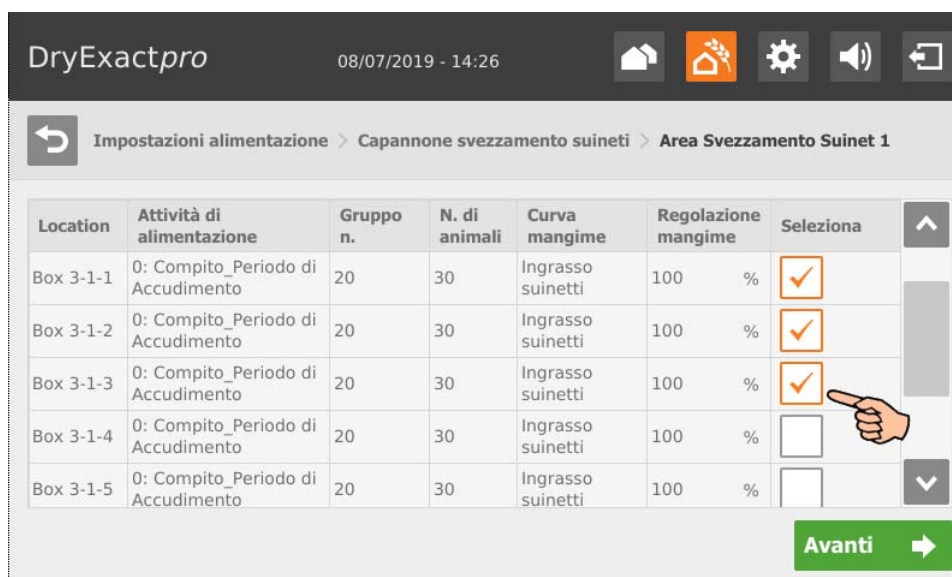 DryExactpro 08/07/2019 - 14:26
Impostazioni alimentazione > Capannone svezzamento suineti > Area Svezzamento Suinet 1
Location Attività di alimentazione Gruppo n. N. di animali Curva mangime Regolazione mangime Seleziona
Box 3-1-1 0: Compito_Periodo di Accudimento 20 30 Ingrasso suinetti 100 %
Box 3-1-2 0: Compito_Periodo di Accudimento 20 30 Ingrasso suinetti 100 %
Box 3-1-3 0: Compito_Periodo di Accudimento 20 30 Ingrasso suinetti 100 %
Box 3-1-4 0: Compito_Periodo di Accudimento 20 30 Ingrasso suinetti 100 %
Box 3-1-5 0: Compito_Periodo di Accudimento 20 30 Ingrasso suinetti 100 %
Avanti